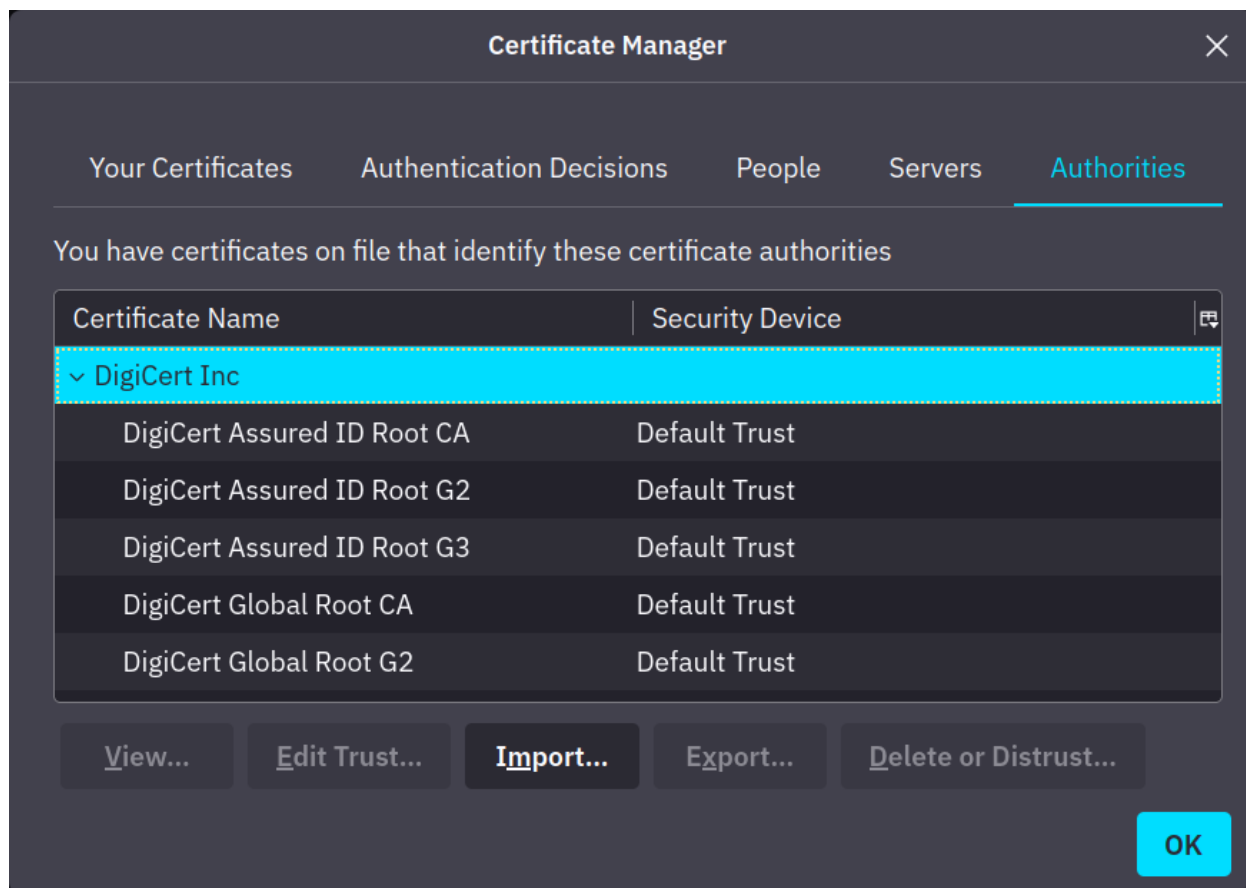 Certificate Manager
Your Certificates Authentication Decisions People Servers Authorities
You have certificates on file that identify these certificate authorities
Certificate Name Security Device
DigiCert Inc
DigiCert Assured ID Root CA Default Trust
DigiCert Assured ID Root G2 Default Trust
DigiCert Assured ID Root G3 Default Trust
DigiCert Global Root CA Default Trust
DigiCert Global Root G2 Default Trust
View... Edit Trust... Import... Export... Delete or Distrust...
OK